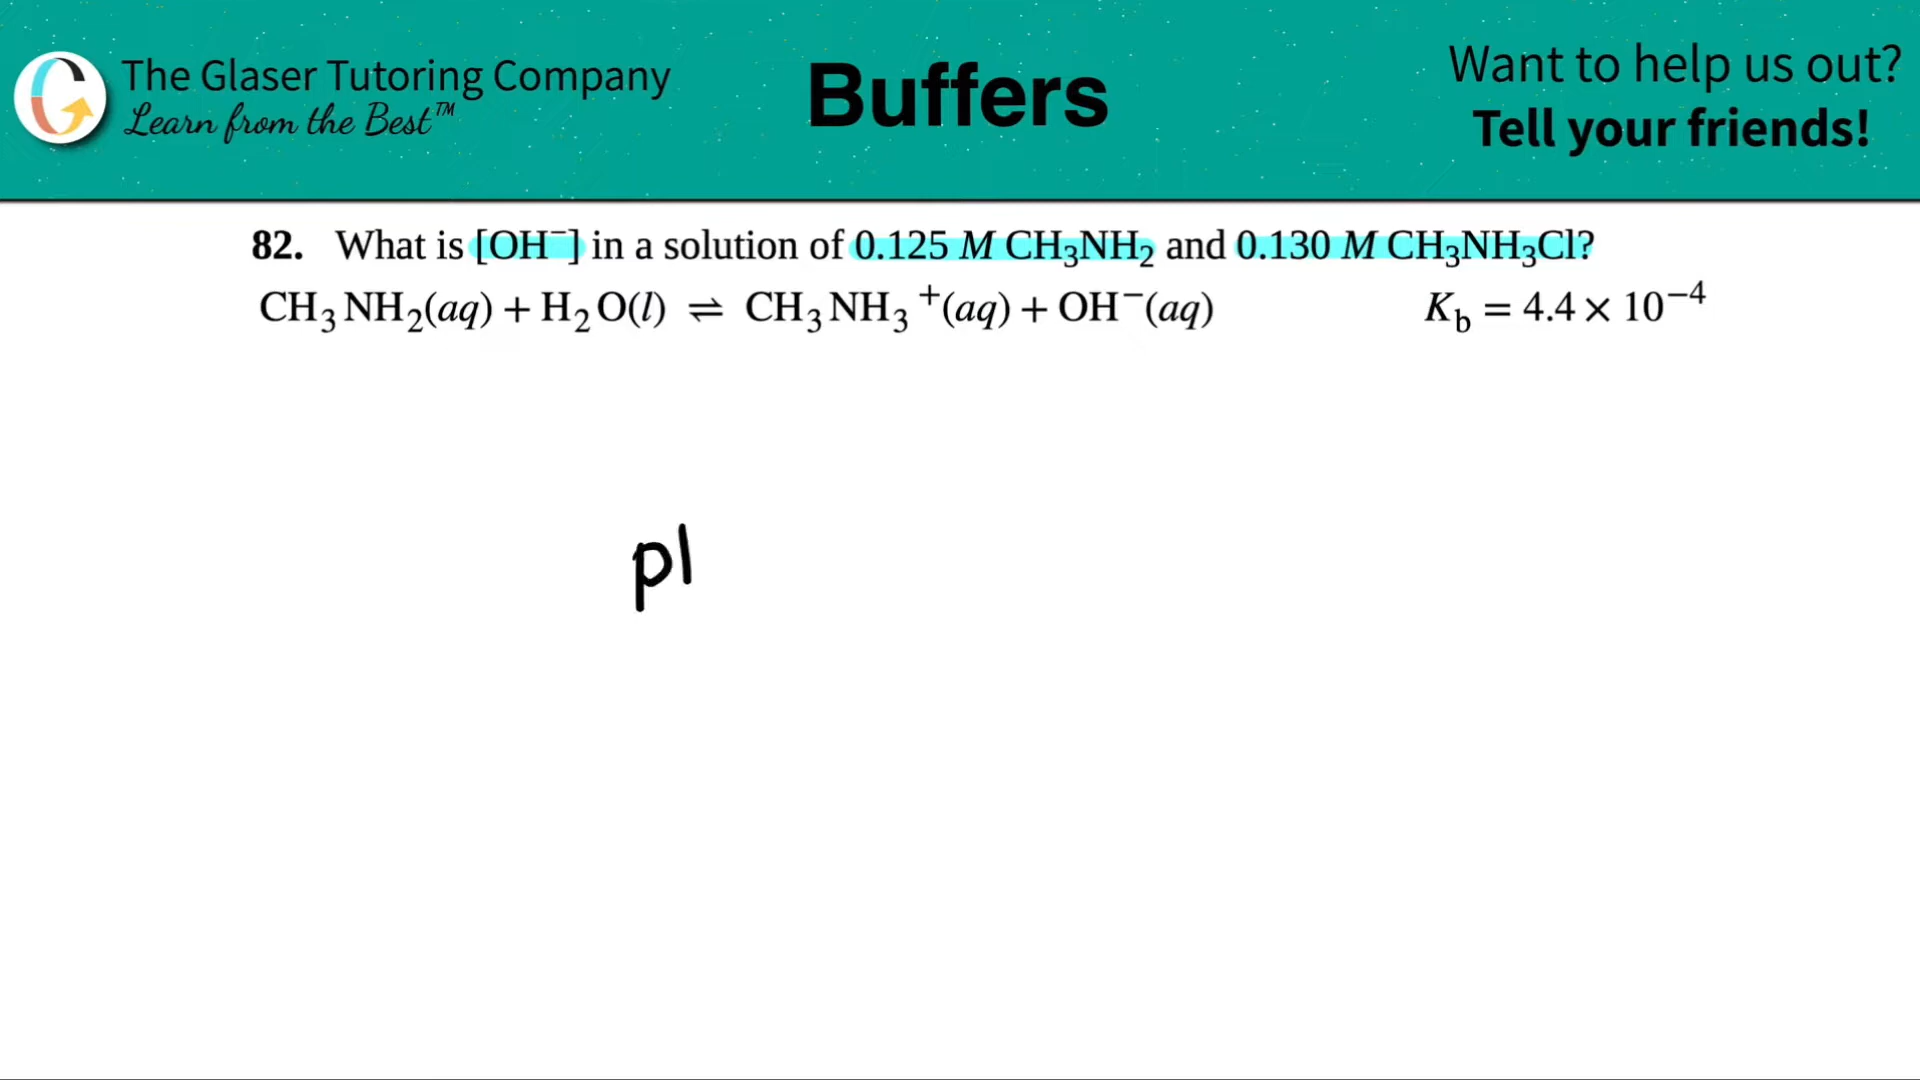 The Glaser Tutoring Company
Learn from the Best™
Buffers
Want to help us out?
Tell your friends!
82. What is [OH⁻] in a solution of 0.125 M CH₃NH₂ and 0.130 M CH₃NH₃Cl?
CH₃NH₂(aq) + H₂O(l) ⇌ CH₃NH₃⁺(aq) + OH⁻(aq) K_b = 4.4 × 10⁻⁴
pl